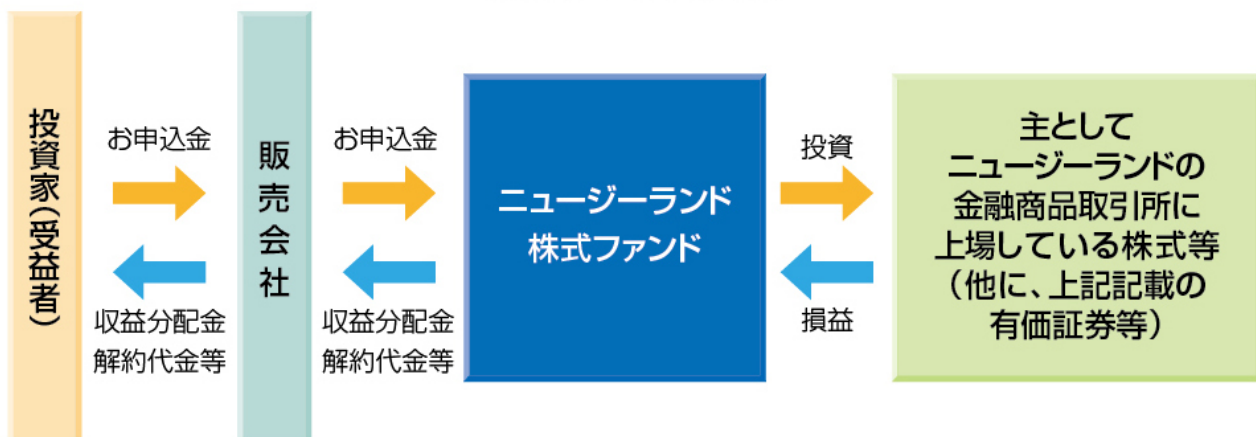 投資家(受益者)
お申込金
収益分配金
解約代金等
販売会社
お申込金
収益分配金
解約代金等
ニュージーランド
株式ファンド
投資
損益
主として
ニュージーランドの
金融商品取引所に
上場している株式等
(他に、上記記載の
有価証券等)